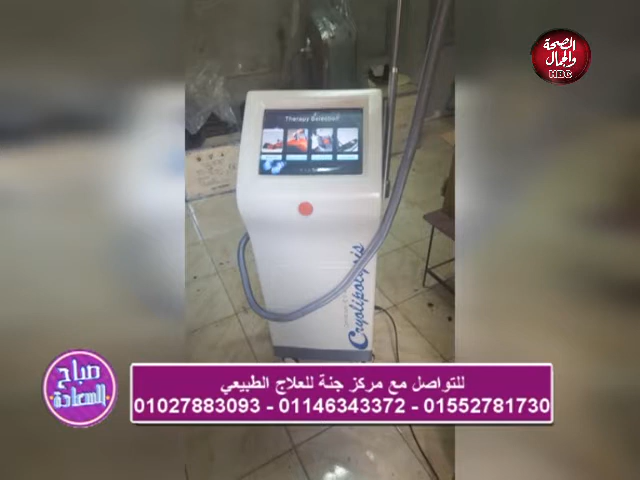 الصحة
والجمال
HBC
Therapy Selection
Cryolipolysis
صباح
السعادة
للتواصل مع مركز جنة للعلاج الطبيعي
01027883093 - 01146343372 - 01552781730